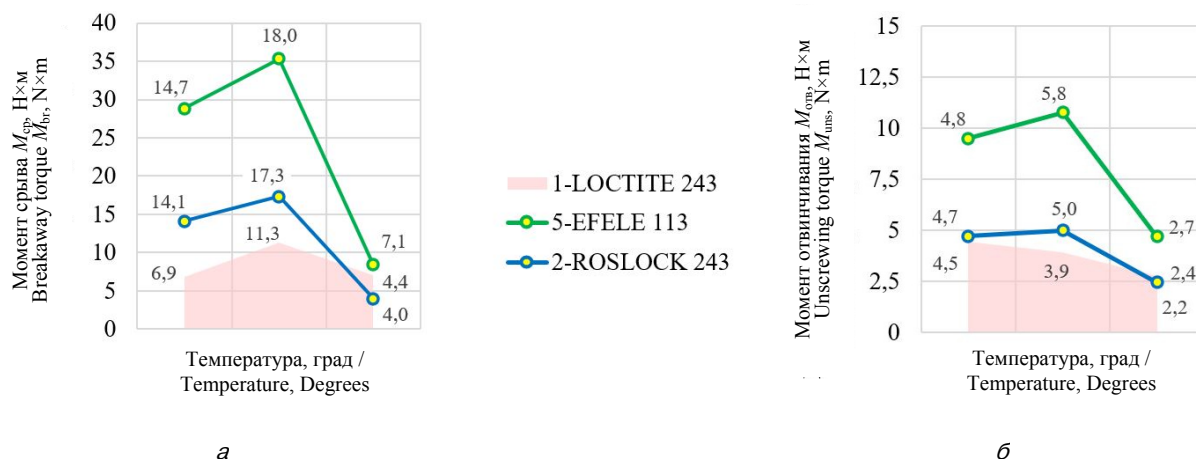 Момент срыва Mср, Н×м
Breakaway torque Mbr, N×m
40
35
30
25
20
15
10
5
0
14,7
18,0
7,1
14,1
17,3
4,4
6,9
11,3
4,0
Температура, град /
Temperature, Degrees
а
1-LOCTITE 243
5-EFELE 113
2-ROSLOCK 243
Момент отвинчивания Mотв, Н×м
Unscrewing torque Muns, N×m
15
12,5
10
7,5
5
2,5
0
4,8
5,8
2,7
4,7
5,0
2,4
4,5
3,9
2,2
Температура, град /
Temperature, Degrees
б